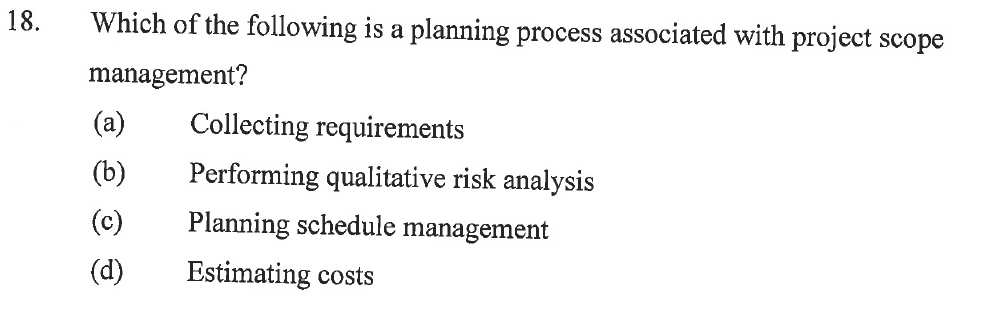 18. Which of the following is a planning process associated with project scope
management?
(a) Collecting requirements
(b) Performing qualitative risk analysis
(c) Planning schedule management
(d) Estimating costs